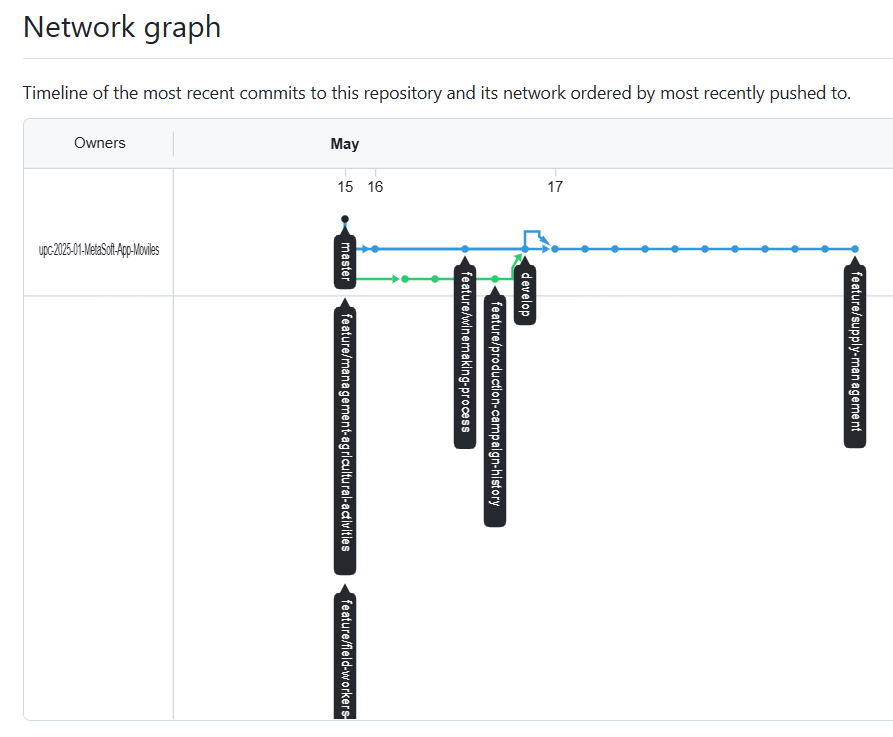 Network graph
Timeline of the most recent commits to this repository and its network ordered by most recently pushed to.
Owners
May
15 16 17
upc-2025-01-MetaSoft-App-Moviles
master
feature/winemaking-process
develop
feature/production-campaign-history
feature/supply-management
feature/management-agricultural-activities
feature/field-workers-